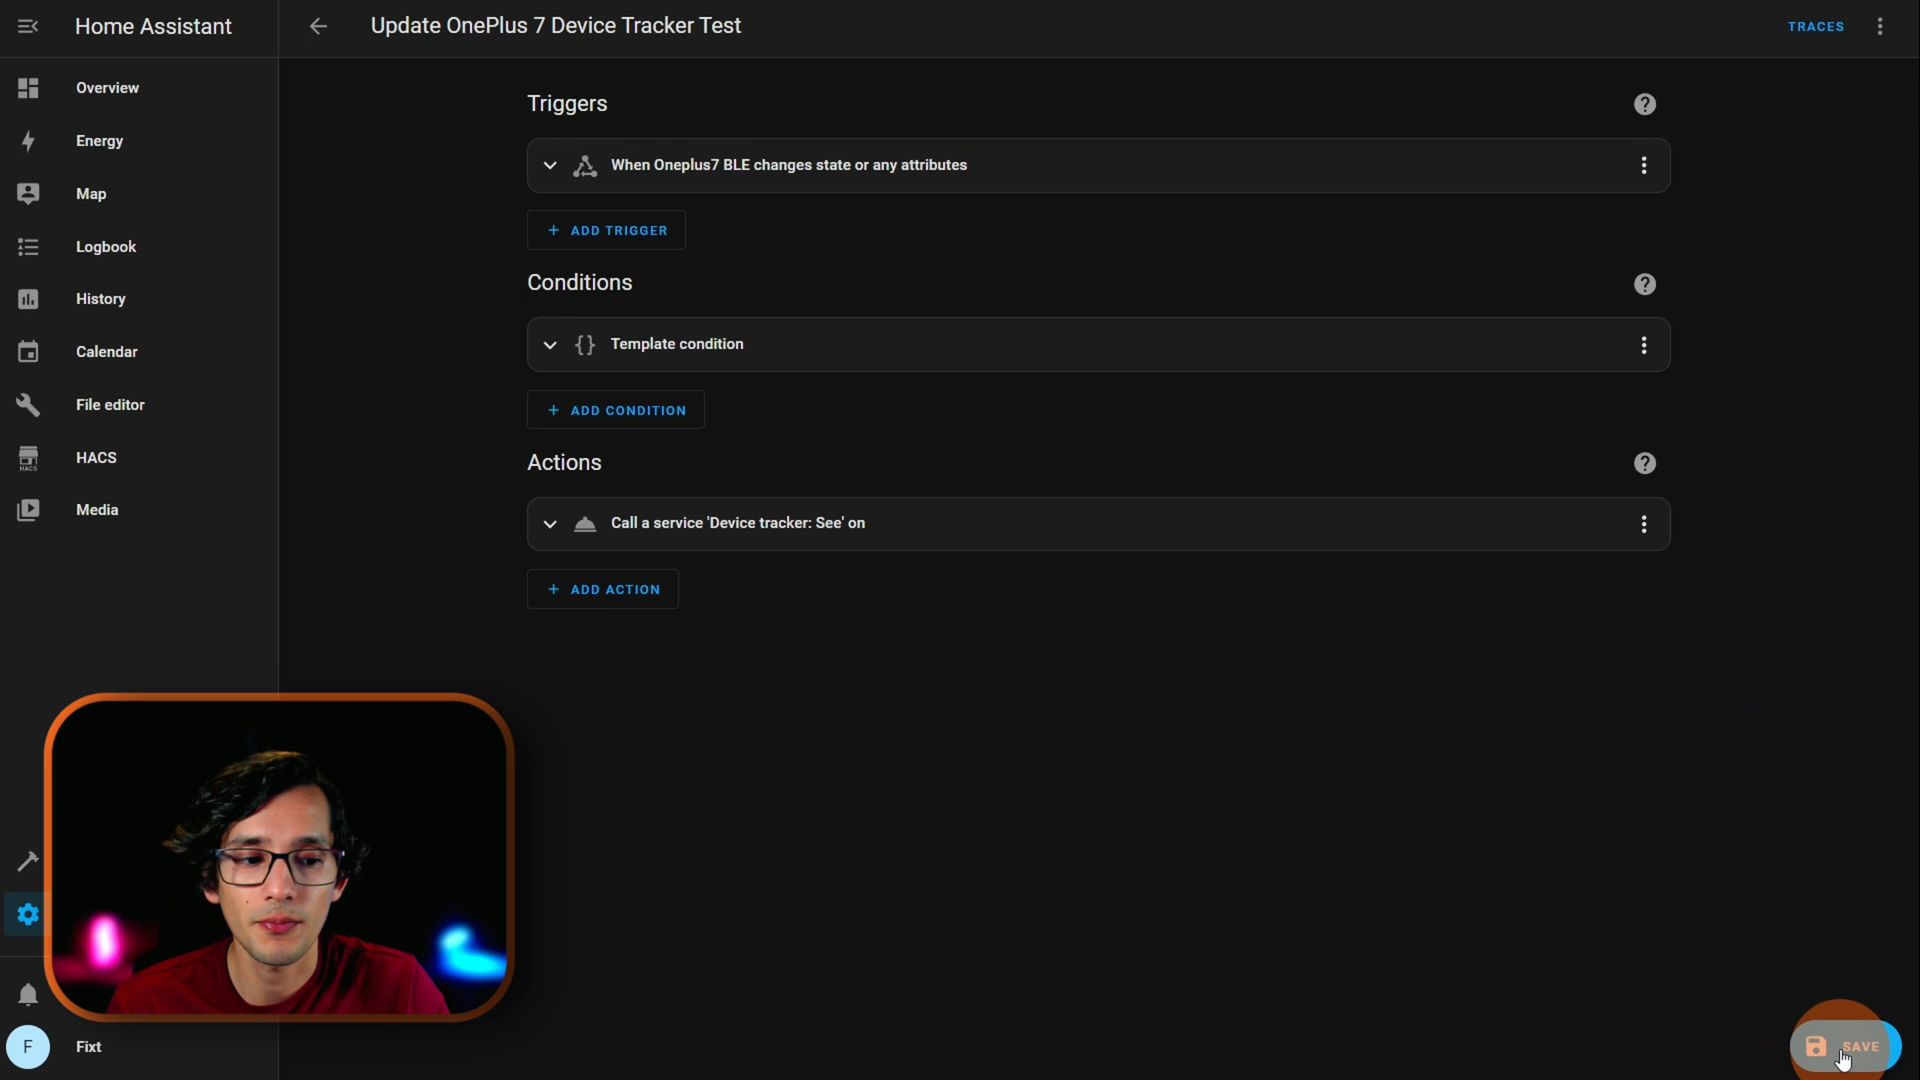 Home Assistant
Update OnePlus 7 Device Tracker Test
TRACES
Overview
Energy
Map
Logbook
History
Calendar
File editor
HACS
HACS
Media
Fixt
F
Triggers
When Oneplus7 BLE changes state or any attributes
+ ADD TRIGGER
Conditions
{} Template condition
+ ADD CONDITION
Actions
Call a service 'Device tracker: See' on
+ ADD ACTION
SAVE